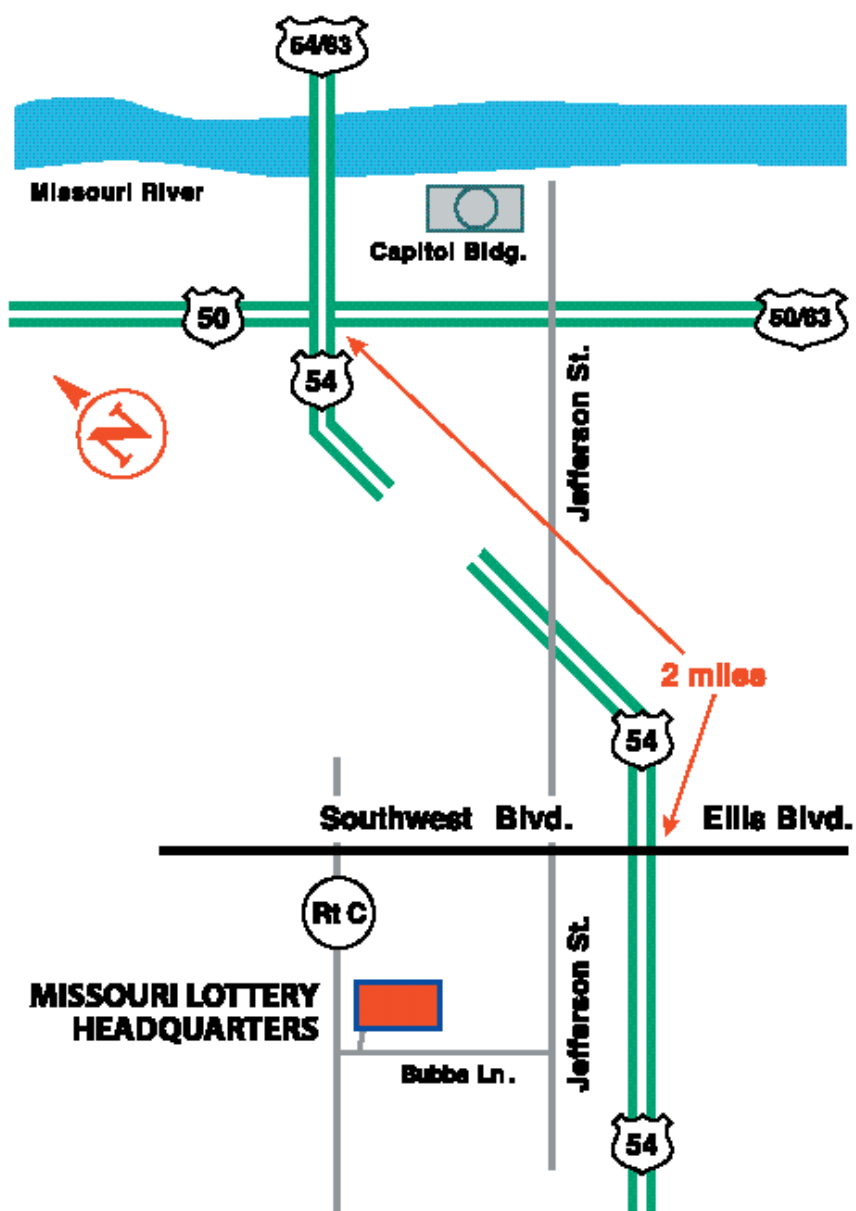 54/63
Missouri River
Capitol Bldg.
50
50/63
54
N
Jefferson St.
2 miles
54
Southwest Blvd.
Ellis Blvd.
Rt C
Jefferson St.
MISSOURI LOTTERY
HEADQUARTERS
Bubba Ln.
54